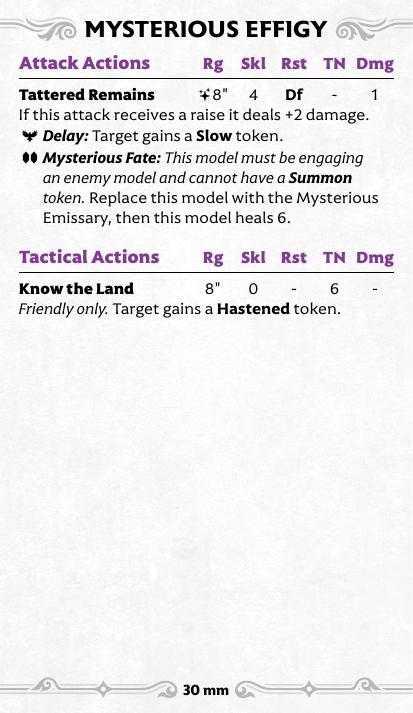 MYSTERIOUS EFFIGY
Attack Actions Rg Skl Rst TN Dmg
Tattered Remains 8" 4 Df - 1
If this attack receives a raise it deals +2 damage.
Delay: Target gains a Slow token.
Mysterious Fate: This model must be engaging
an enemy model and cannot have a Summon
token. Replace this model with the Mysterious
Emissary, then this model heals 6.
Tactical Actions Rg Skl Rst TN Dmg
Know the Land 8" 0 - 6 -
Friendly only. Target gains a Hastened token.
30 mm